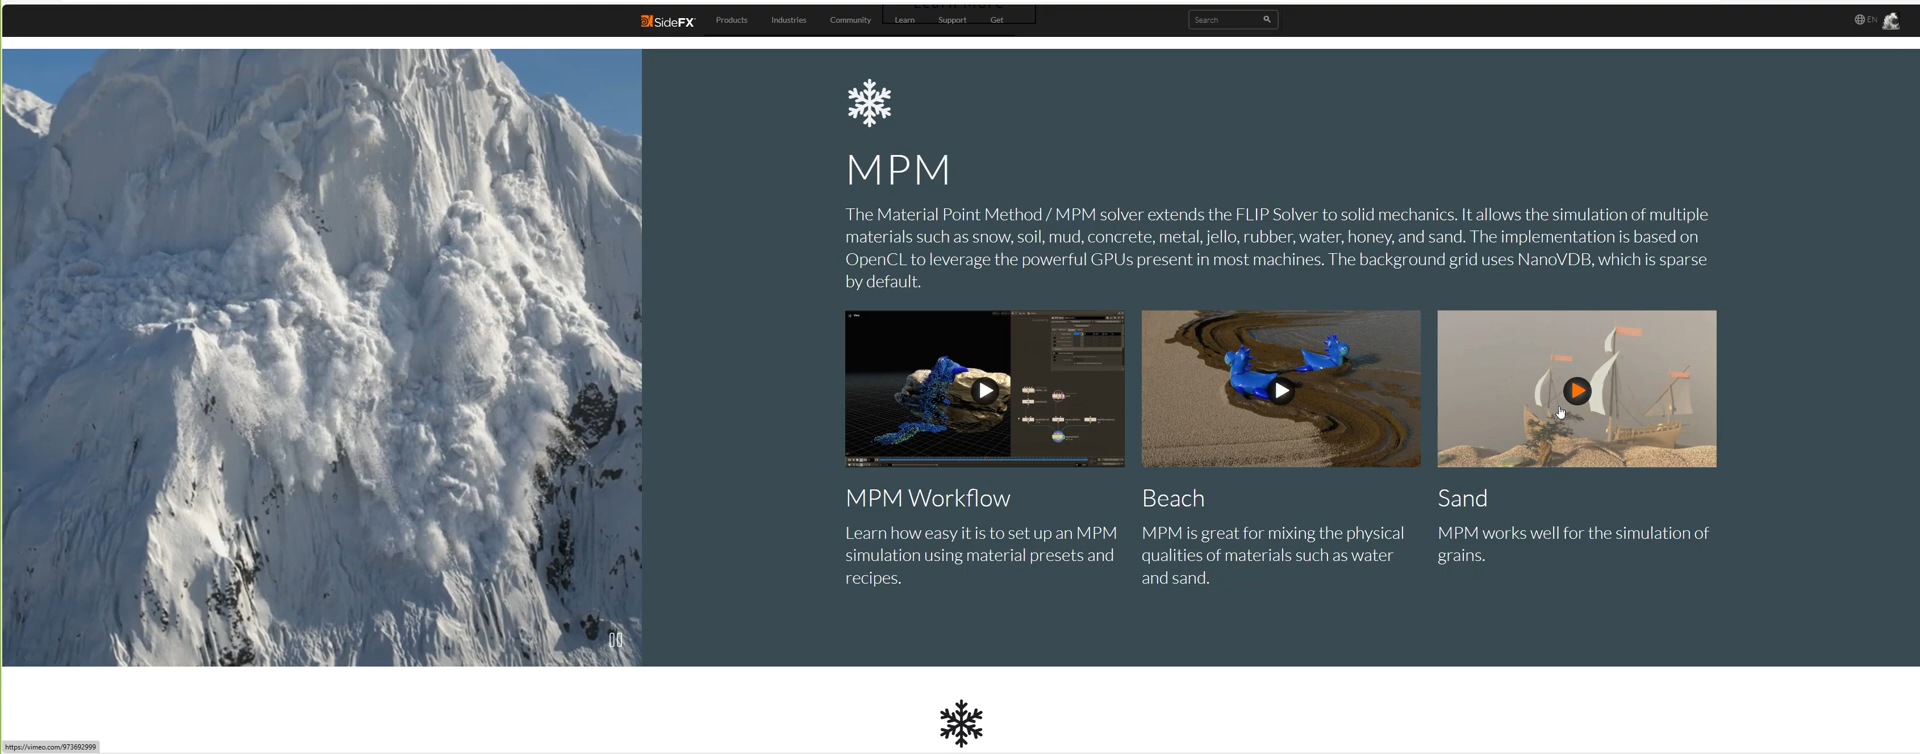 Learn More
SideFX
Products Industries Community Learn Support Get
Search
EN
MPM
The Material Point Method / MPM solver extends the FLIP Solver to solid mechanics. It allows the simulation of multiple
materials such as snow, soil, mud, concrete, metal, jello, rubber, water, honey, and sand. The implementation is based on
OpenCL to leverage the powerful GPUs present in most machines. The background grid uses NanoVDB, which is sparse
by default.
MPM Workflow
Learn how easy it is to set up an MPM
simulation using material presets and
recipes.
Beach
MPM is great for mixing the physical
qualities of materials such as water
and sand.
Sand
MPM works well for the simulation of
grains.
https://vimeo.com/973692999